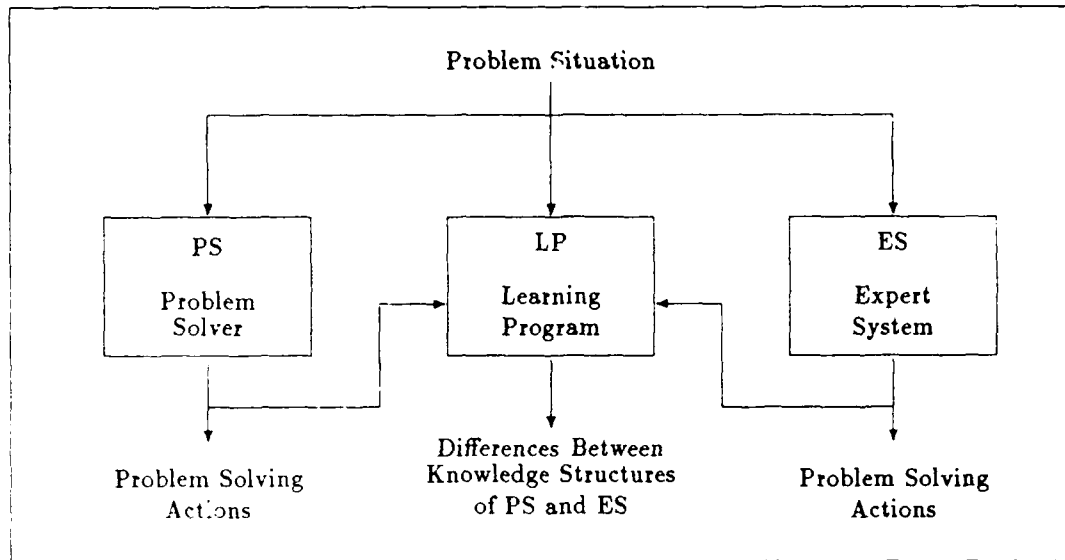 Problem Situation
PS
Problem
Solver
LP
Learning
Program
ES
Expert
System
Problem Solving
Actions
Differences Between
Knowledge Structures
of PS and ES
Problem Solving
Actions